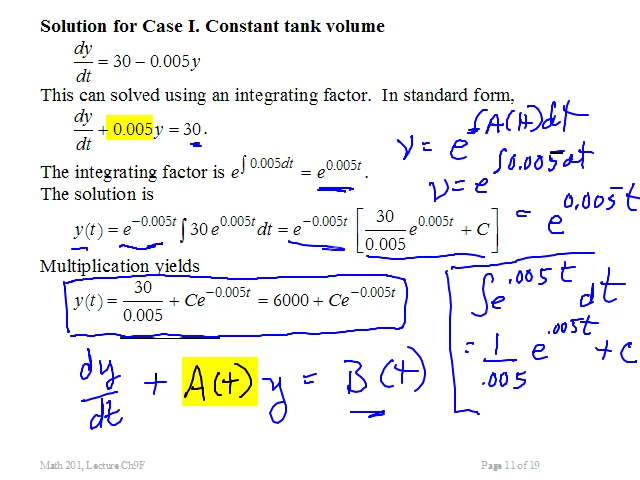 Solution for Case I. Constant tank volume
dy/dt = 30 − 0.005y
This can solved using an integrating factor. In standard form,
dy/dt + 0.005y = 30.
ν = e^∫A(t)dt
ν = e^∫0.005dt
= e^0.005t
The integrating factor is e^∫0.005dt = e^0.005t.
The solution is
y(t) = e^−0.005t ∫ 30e^0.005t dt = e^−0.005t [30/0.005 e^0.005t + C]
Multiplication yields
y(t) = 30/0.005 + Ce^−0.005t = 6000 + Ce^−0.005t
∫e^.005t dt
= 1/.005 e^.005t + C
dy/dt + A(t) y = B(t)
Math 201, Lecture Ch9F Page 11 of 19